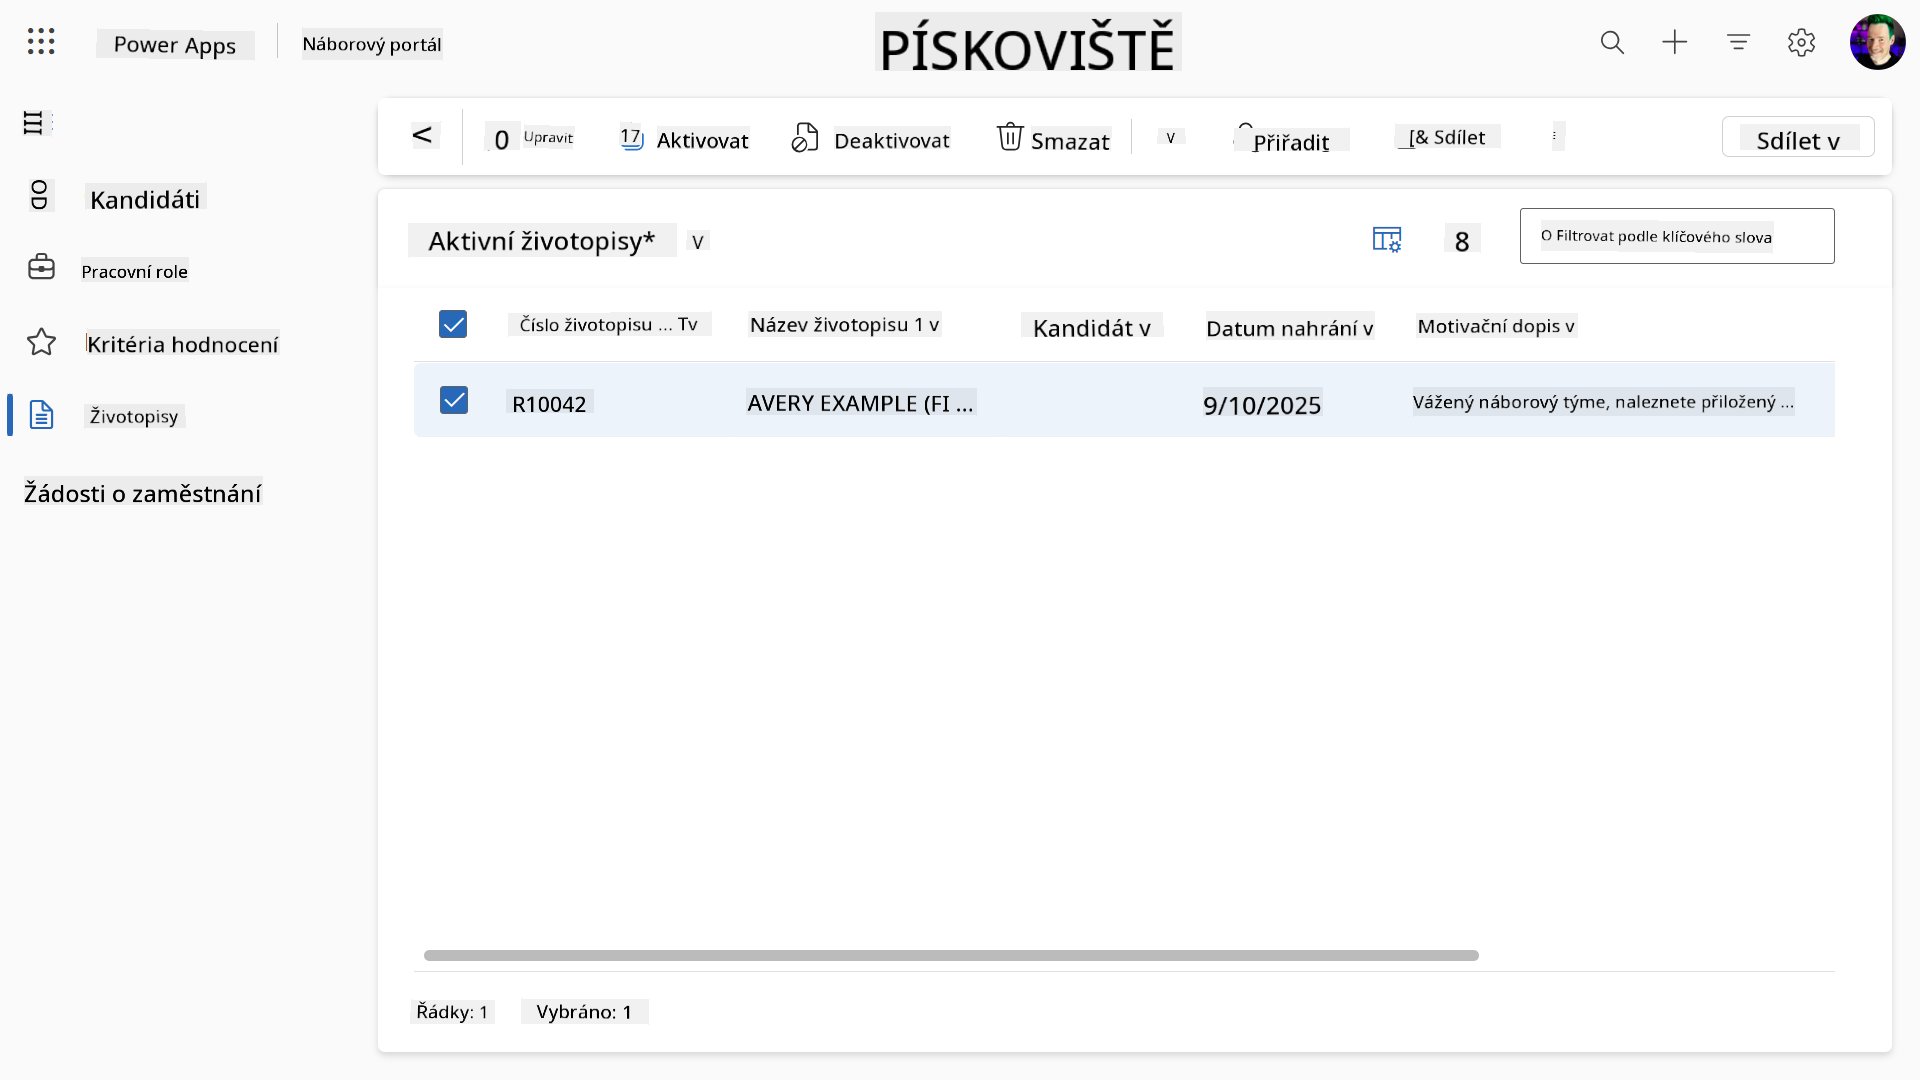 Power Apps
Náborový portál
PÍSKOVIŠTĚ
Kandidáti
Pracovní role
Kritéria hodnocení
Životopisy
Žádosti o zaměstnání
<
0 Upravit
17 Aktivovat
Deaktivovat
Smazat
v
Přiřadit
[& Sdílet
Sdílet v
Aktivní životopisy* v
8
O Filtrovat podle klíčového slova
Číslo životopisu ... Tv
Název životopisu 1 v
Kandidát v
Datum nahrání v
Motivační dopis v
R10042
AVERY EXAMPLE (FI ...
9/10/2025
Vážený náborový týme, naleznete přiložený ...
Řádky: 1
Vybráno: 1